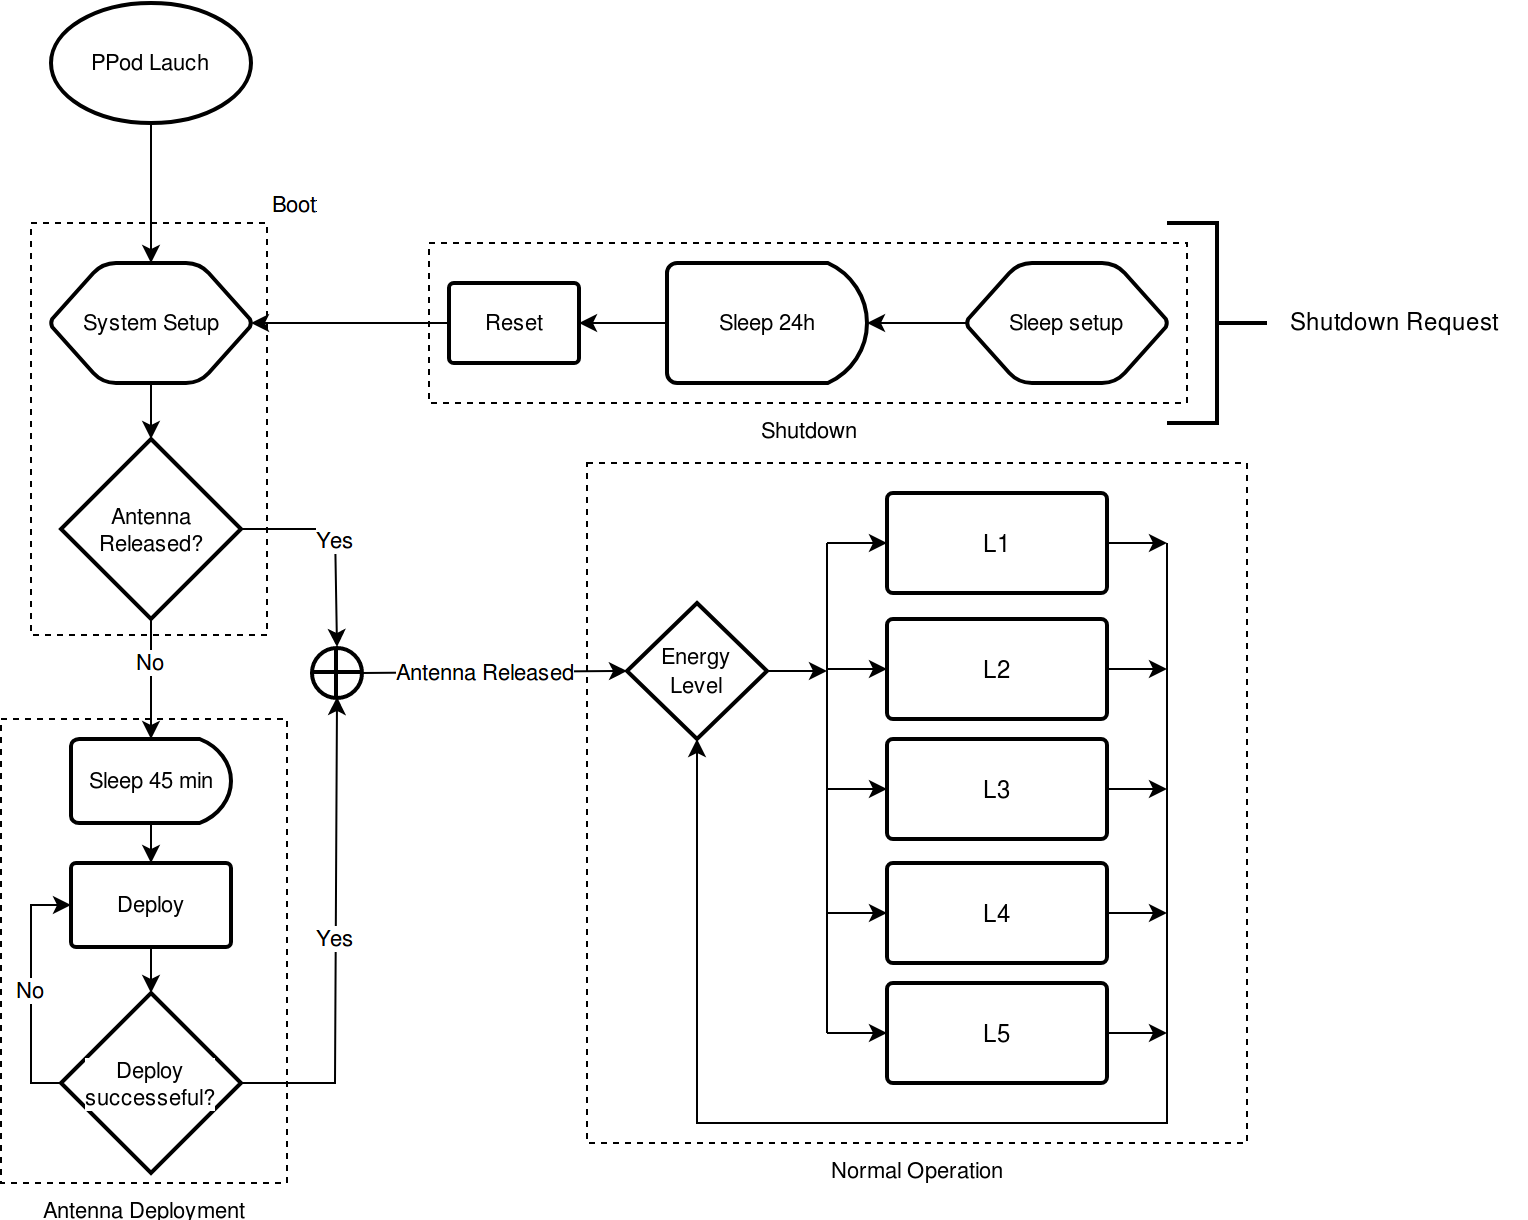 PPod Lauch
Boot
System Setup
Reset
Sleep 24h
Sleep setup
Shutdown Request
Shutdown
Antenna
Released?
Yes
No
Antenna Released
Energy
Level
L1
L2
L3
L4
L5
Sleep 45 min
Deploy
Yes
No
Deploy
successeful?
Normal Operation
Antenna Deployment